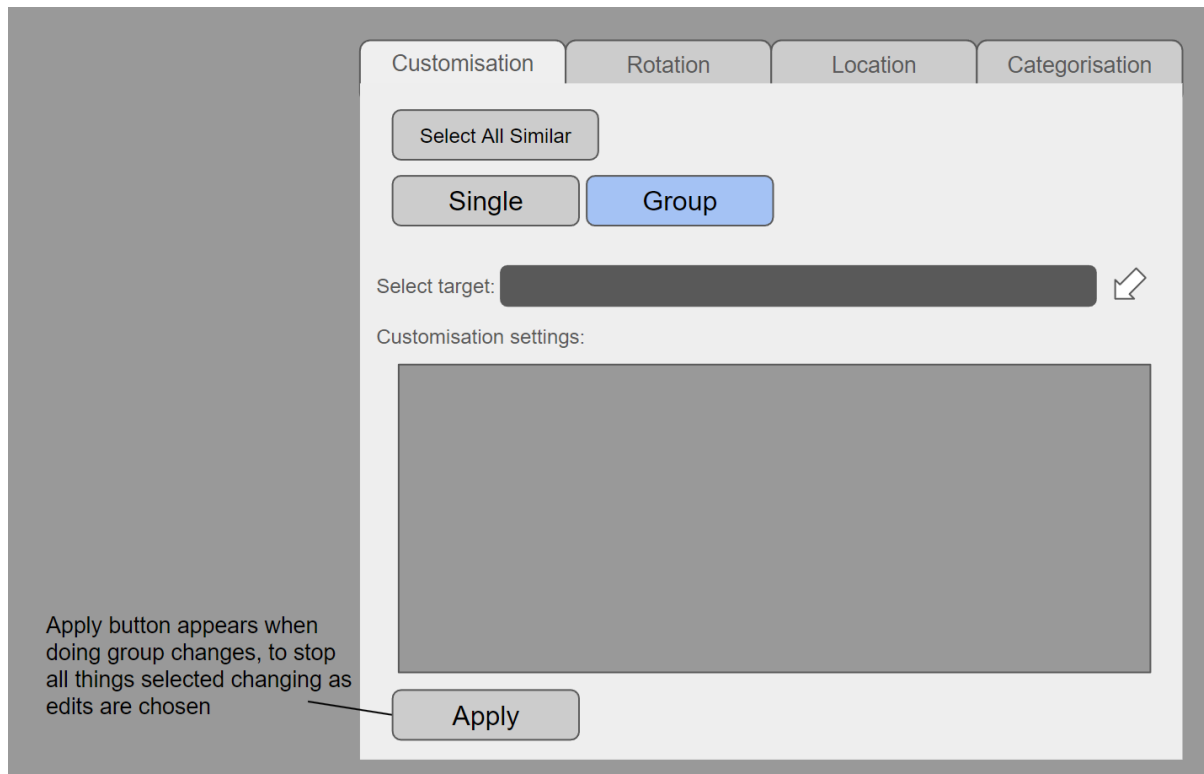 Customisation Rotation Location Categorisation
Select All Similar
Single Group
Select target:
Customisation settings:
Apply button appears when
doing group changes, to stop
all things selected changing as
edits are chosen
Apply